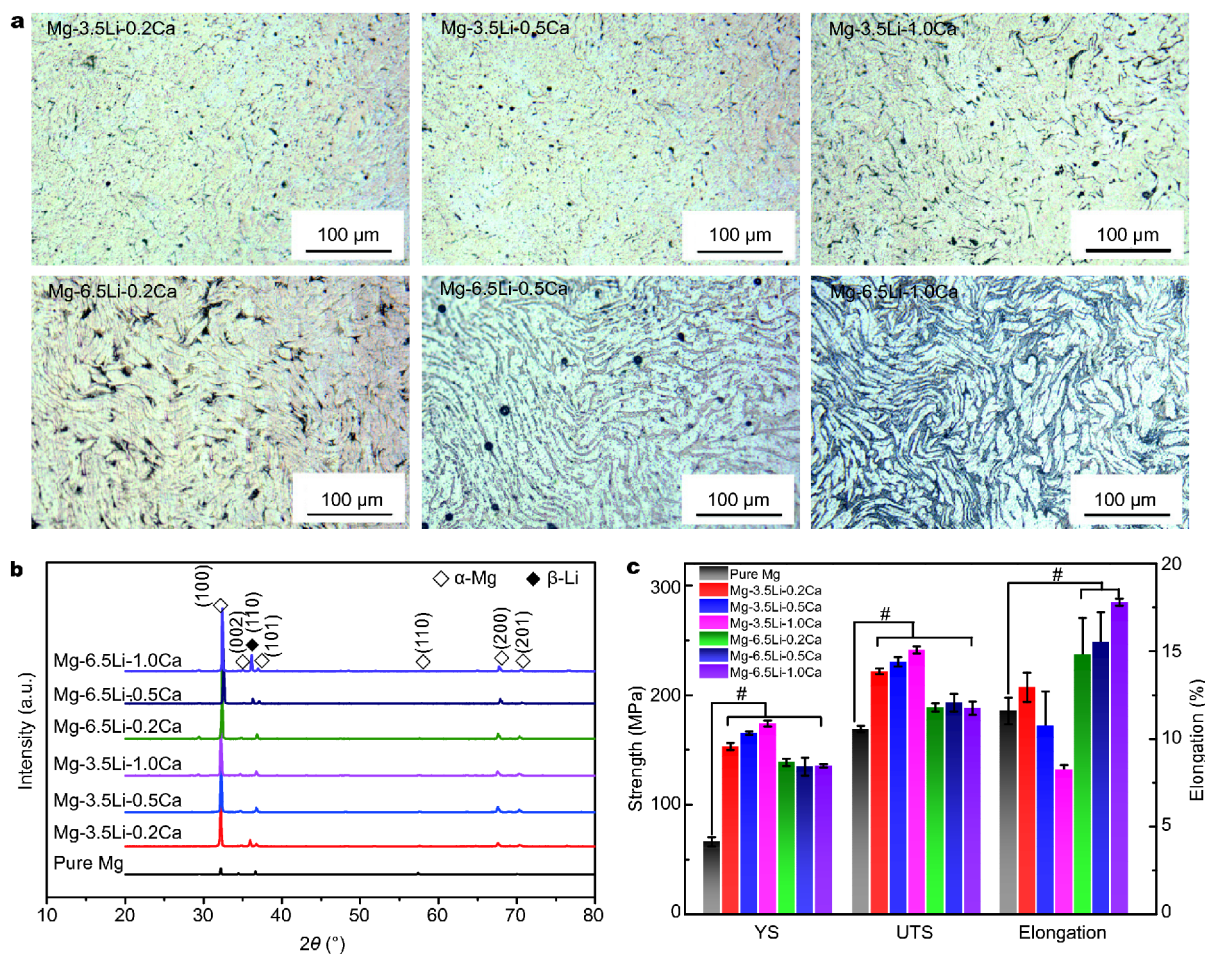 a
Mg-3.5Li-0.2Ca
Mg-3.5Li-0.5Ca
Mg-3.5Li-1.0Ca
100 μm
100 μm
100 μm
Mg-6.5Li-0.2Ca
Mg-6.5Li-0.5Ca
Mg-6.5Li-1.0Ca
100 μm
100 μm
100 μm
b
α-Mg
β-Li
(100)
(002)
(110)
(101)
(110)
(200)
(201)
Mg-6.5Li-1.0Ca
Mg-6.5Li-0.5Ca
Mg-6.5Li-0.2Ca
Mg-3.5Li-1.0Ca
Mg-3.5Li-0.5Ca
Mg-3.5Li-0.2Ca
Pure Mg
Intensity (a.u.)
10 20 30 40 50 60 70 80
2θ (°)
c
Pure Mg
Mg-3.5Li-0.2Ca
Mg-3.5Li-0.5Ca
Mg-3.5Li-1.0Ca
Mg-6.5Li-0.2Ca
Mg-6.5Li-0.5Ca
Mg-6.5Li-1.0Ca
#
#
#
300
200
100
0
Strength (MPa)
20
15
10
5
0
Elongation (%)
YS UTS Elongation